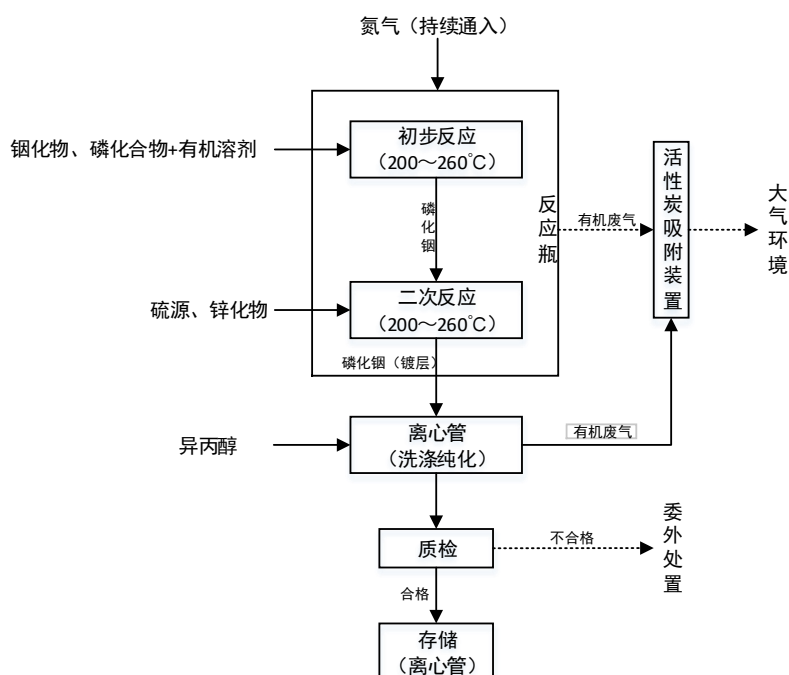 氮气（持续通入）
铟化物、磷化合物+有机溶剂
初步反应
（200～260℃）
磷化铟
反应瓶
有机废气
活性炭吸附装置
大气环境
硫源、锌化物
二次反应
（200～260℃）
磷化铟（镀层）
异丙醇
离心管
（洗涤纯化）
有机废气
质检
不合格
委外处置
合格
存储
（离心管）